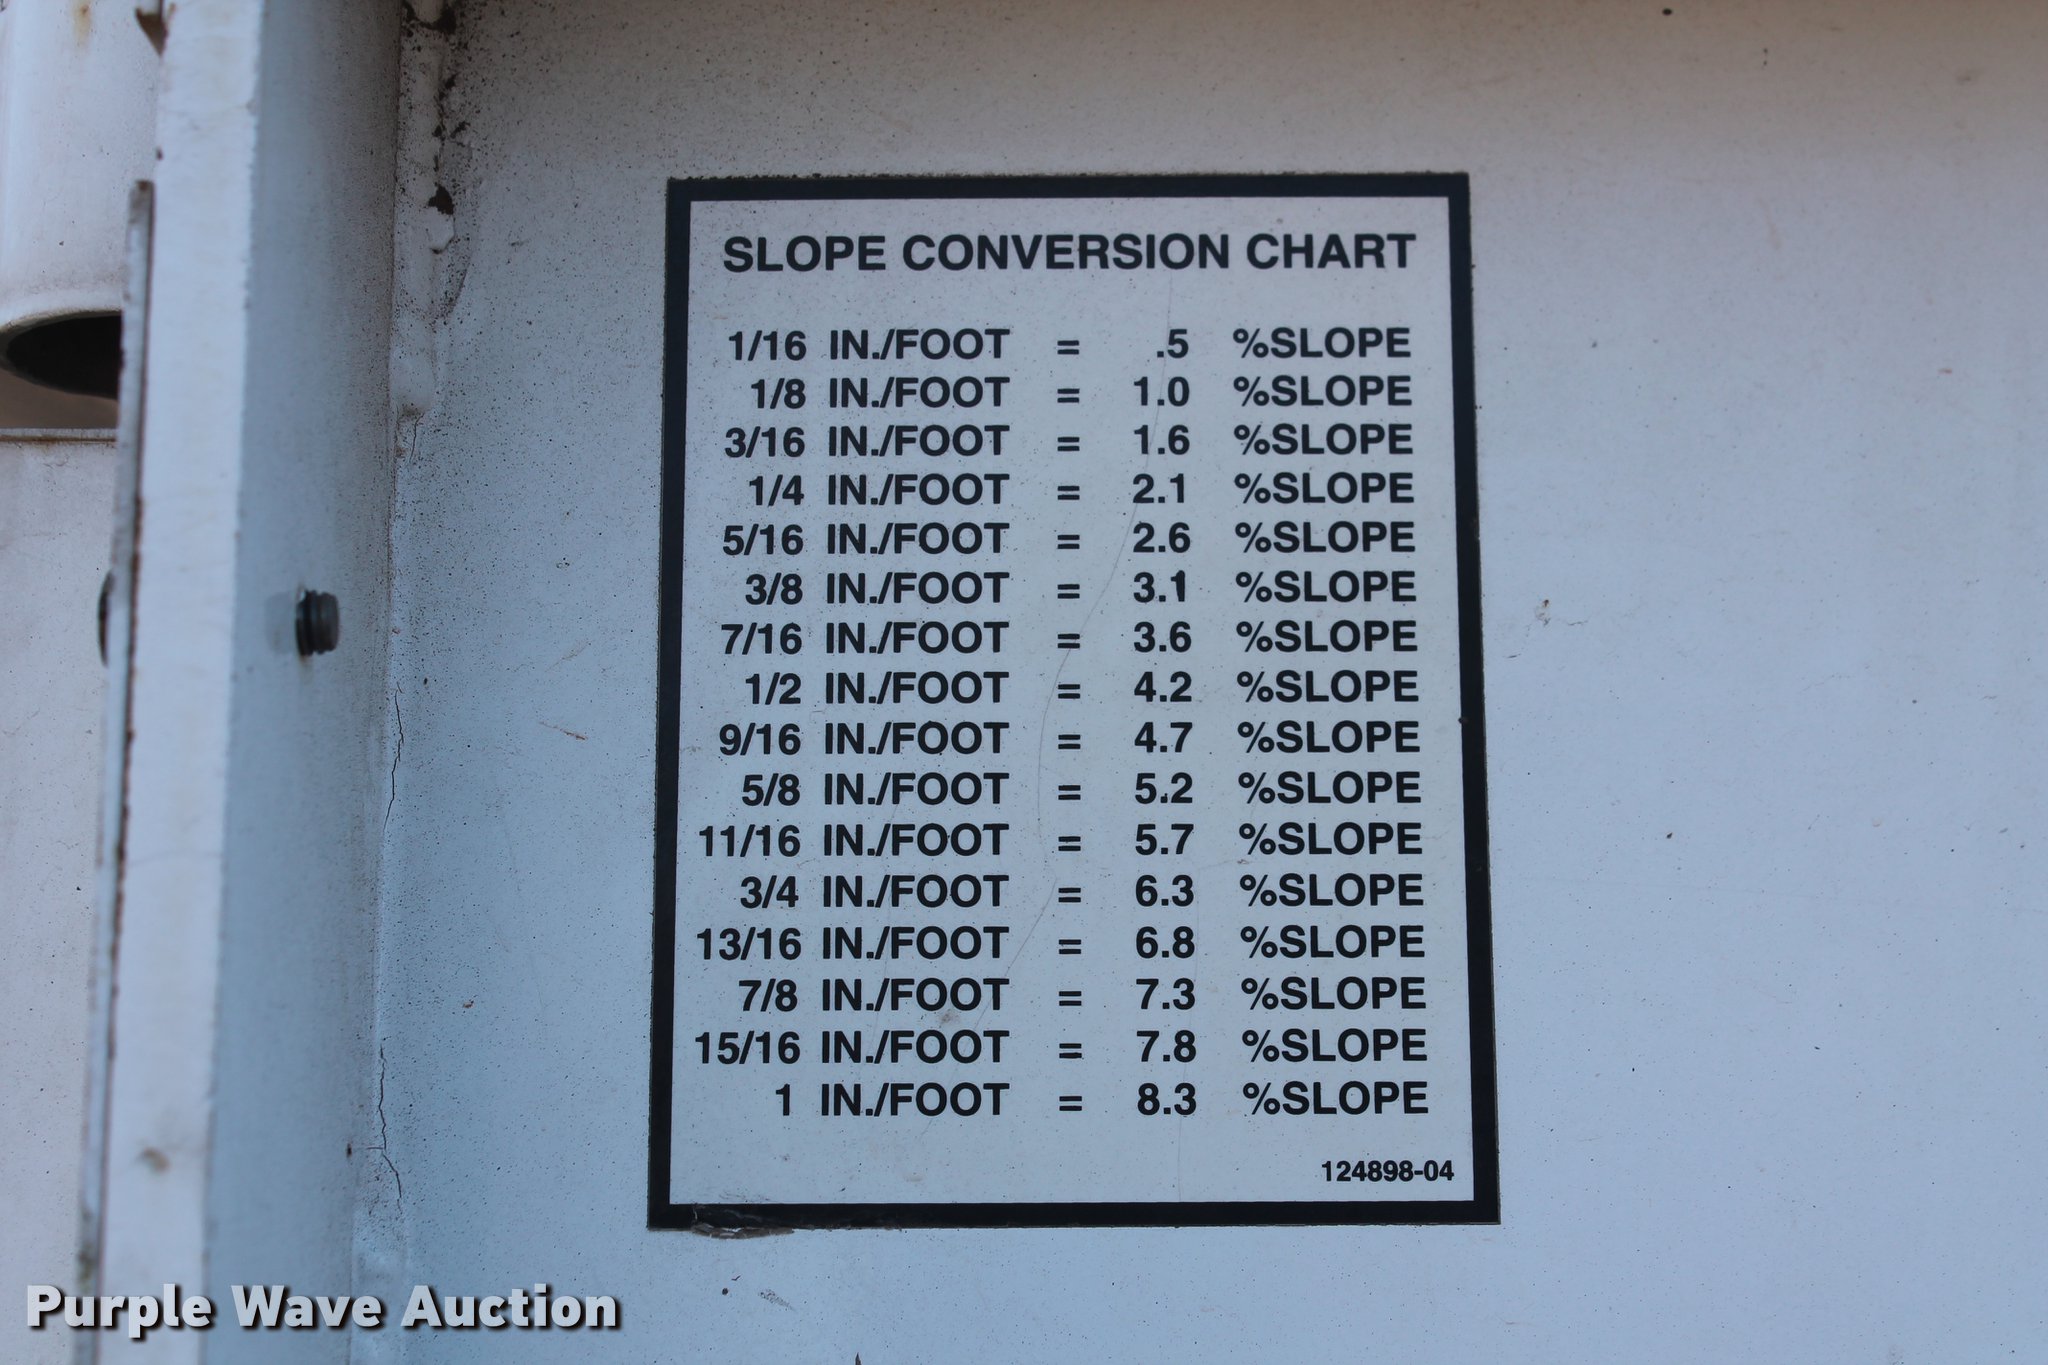 SLOPE CONVERSION CHART
1/16 IN./FOOT = .5 %SLOPE
1/8 IN./FOOT = 1.0 %SLOPE
3/16 IN./FOOT = 1.6 %SLOPE
1/4 IN./FOOT = 2.1 %SLOPE
5/16 IN./FOOT = 2.6 %SLOPE
3/8 IN./FOOT = 3.1 %SLOPE
7/16 IN./FOOT = 3.6 %SLOPE
1/2 IN./FOOT = 4.2 %SLOPE
9/16 IN./FOOT = 4.7 %SLOPE
5/8 IN./FOOT = 5.2 %SLOPE
11/16 IN./FOOT = 5.7 %SLOPE
3/4 IN./FOOT = 6.3 %SLOPE
13/16 IN./FOOT = 6.8 %SLOPE
7/8 IN./FOOT = 7.3 %SLOPE
15/16 IN./FOOT = 7.8 %SLOPE
1 IN./FOOT = 8.3 %SLOPE
124898-04
Purple Wave Auction